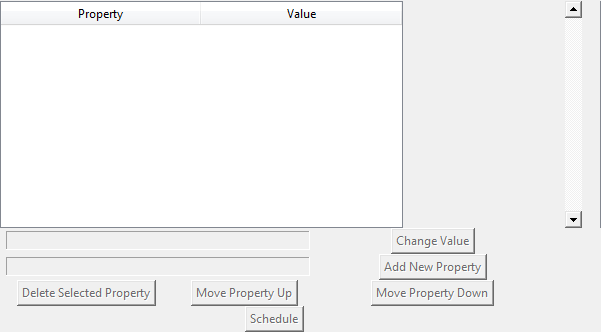 Property Value
Change Value
Add New Property
Delete Selected Property Move Property Up Move Property Down
Schedule